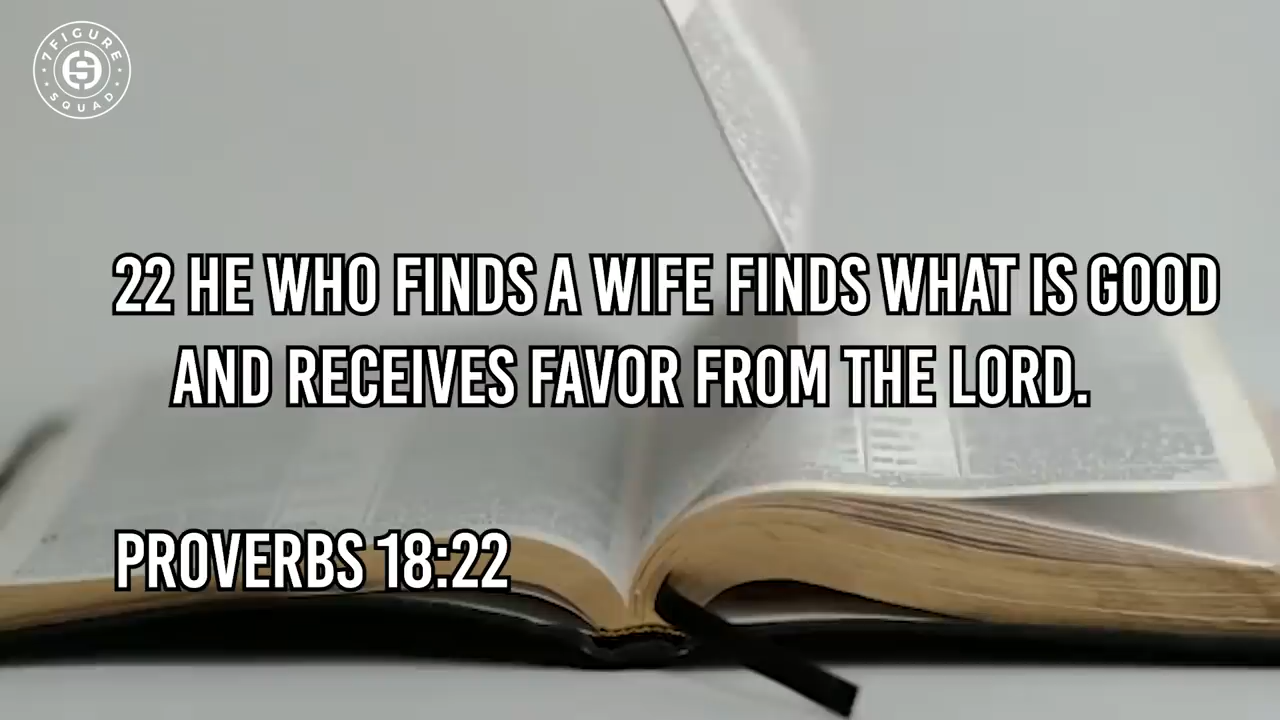 7FIGURE
SQUAD
22 HE WHO FINDS A WIFE FINDS WHAT IS GOOD
AND RECEIVES FAVOR FROM THE LORD.
PROVERBS 18:22